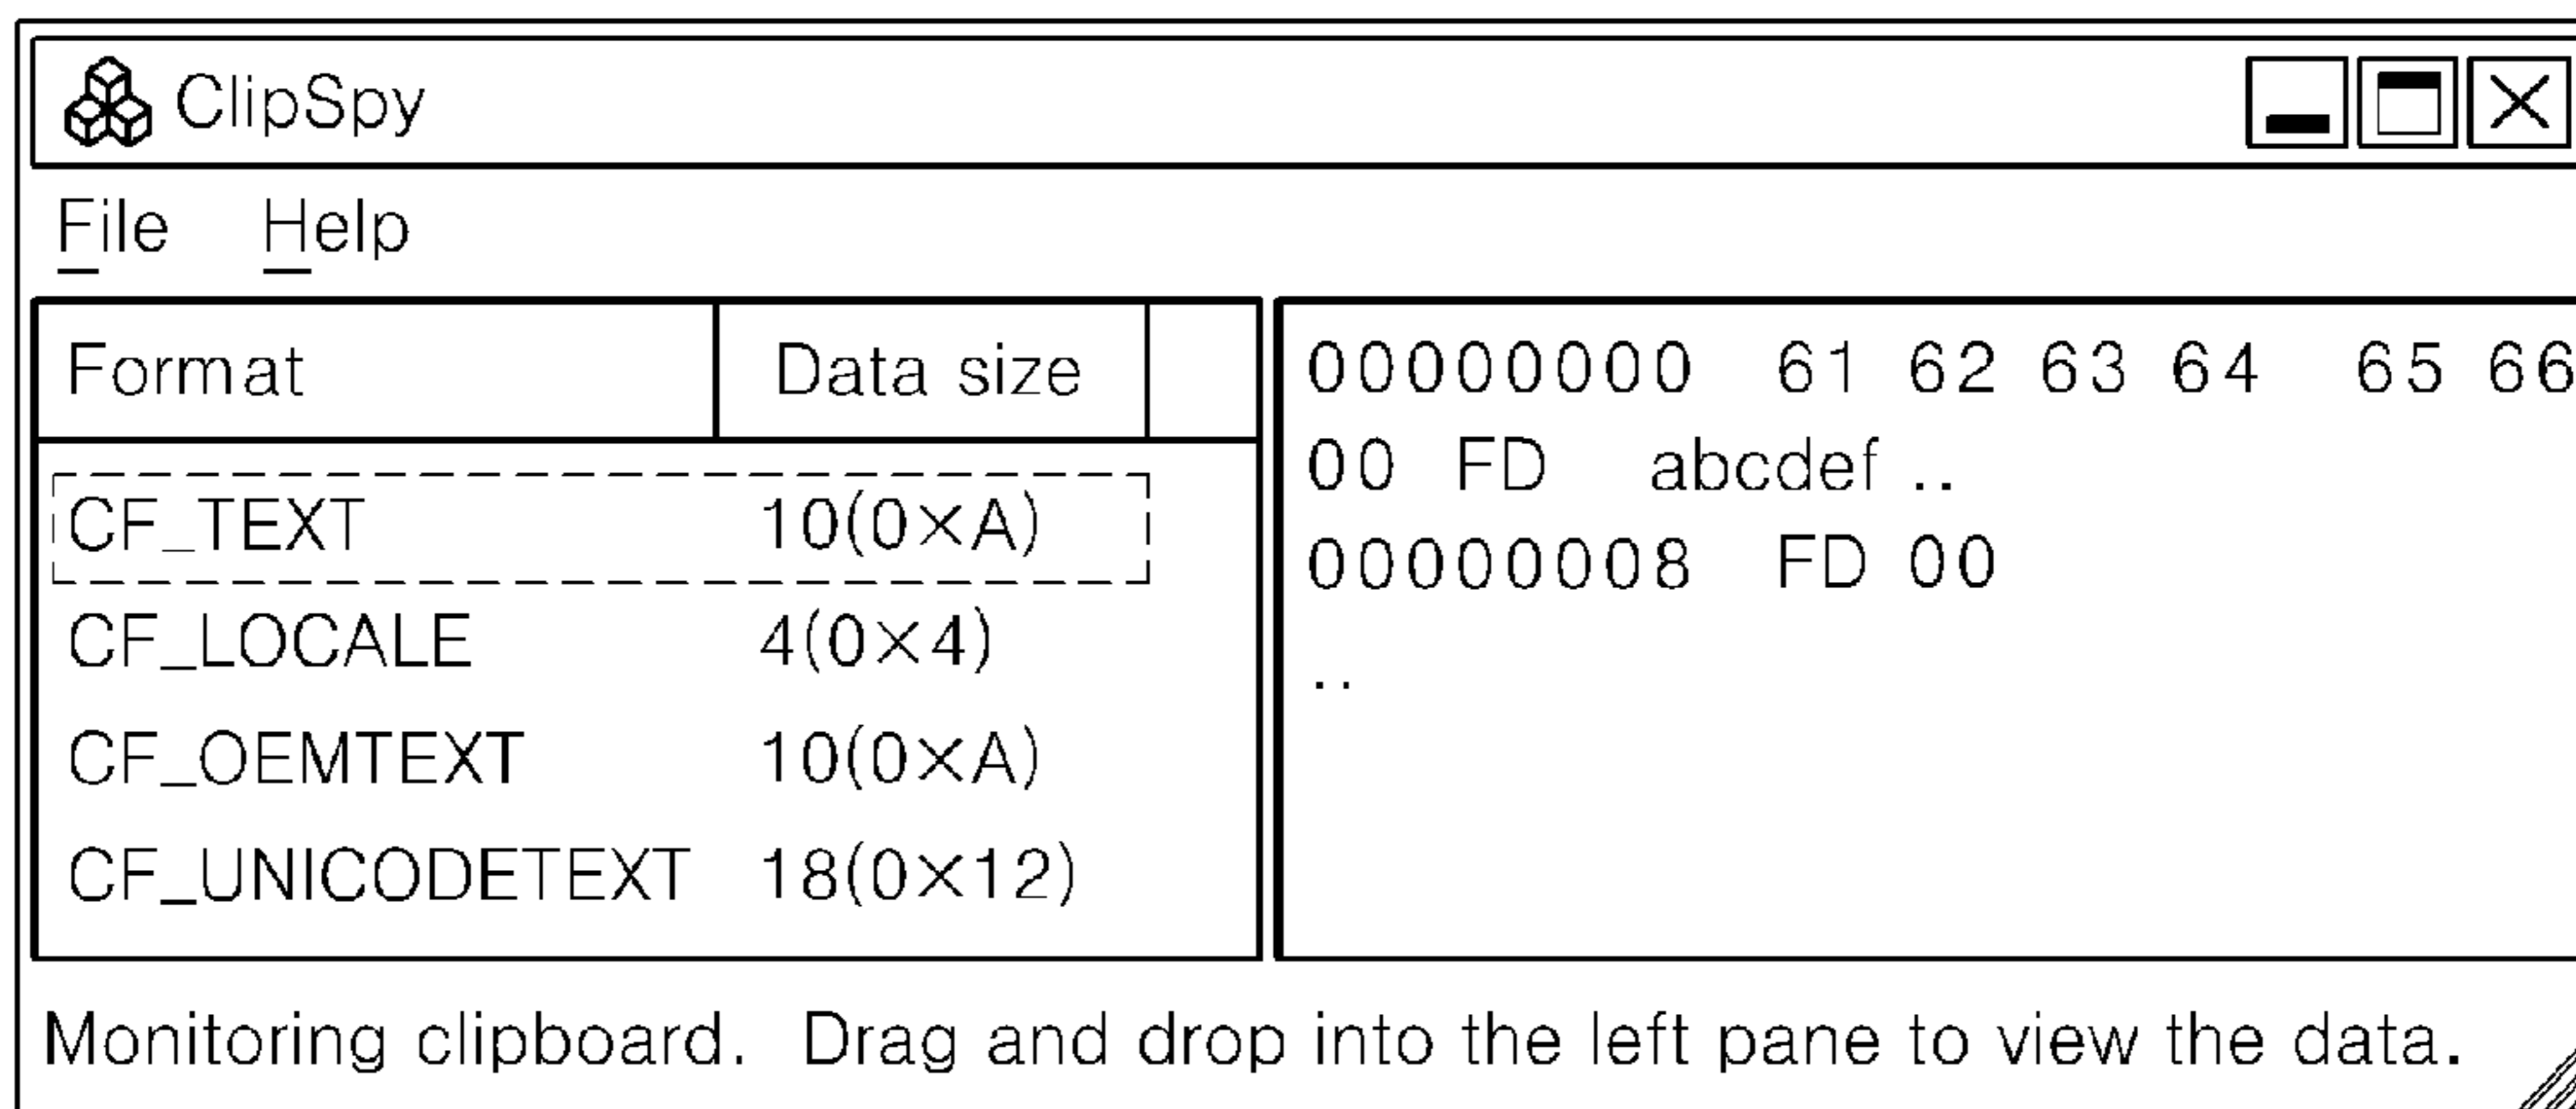 ClipSpy
File Help
Format Data size
CF_TEXT 10(0×A)
CF_LOCALE 4(0×4)
CF_OEMTEXT 10(0×A)
CF_UNICODETEXT 18(0×12)
00000000 61 62 63 64 65 66
00 FD abcdef ..
00000008 FD 00
..
Monitoring clipboard. Drag and drop into the left pane to view the data.